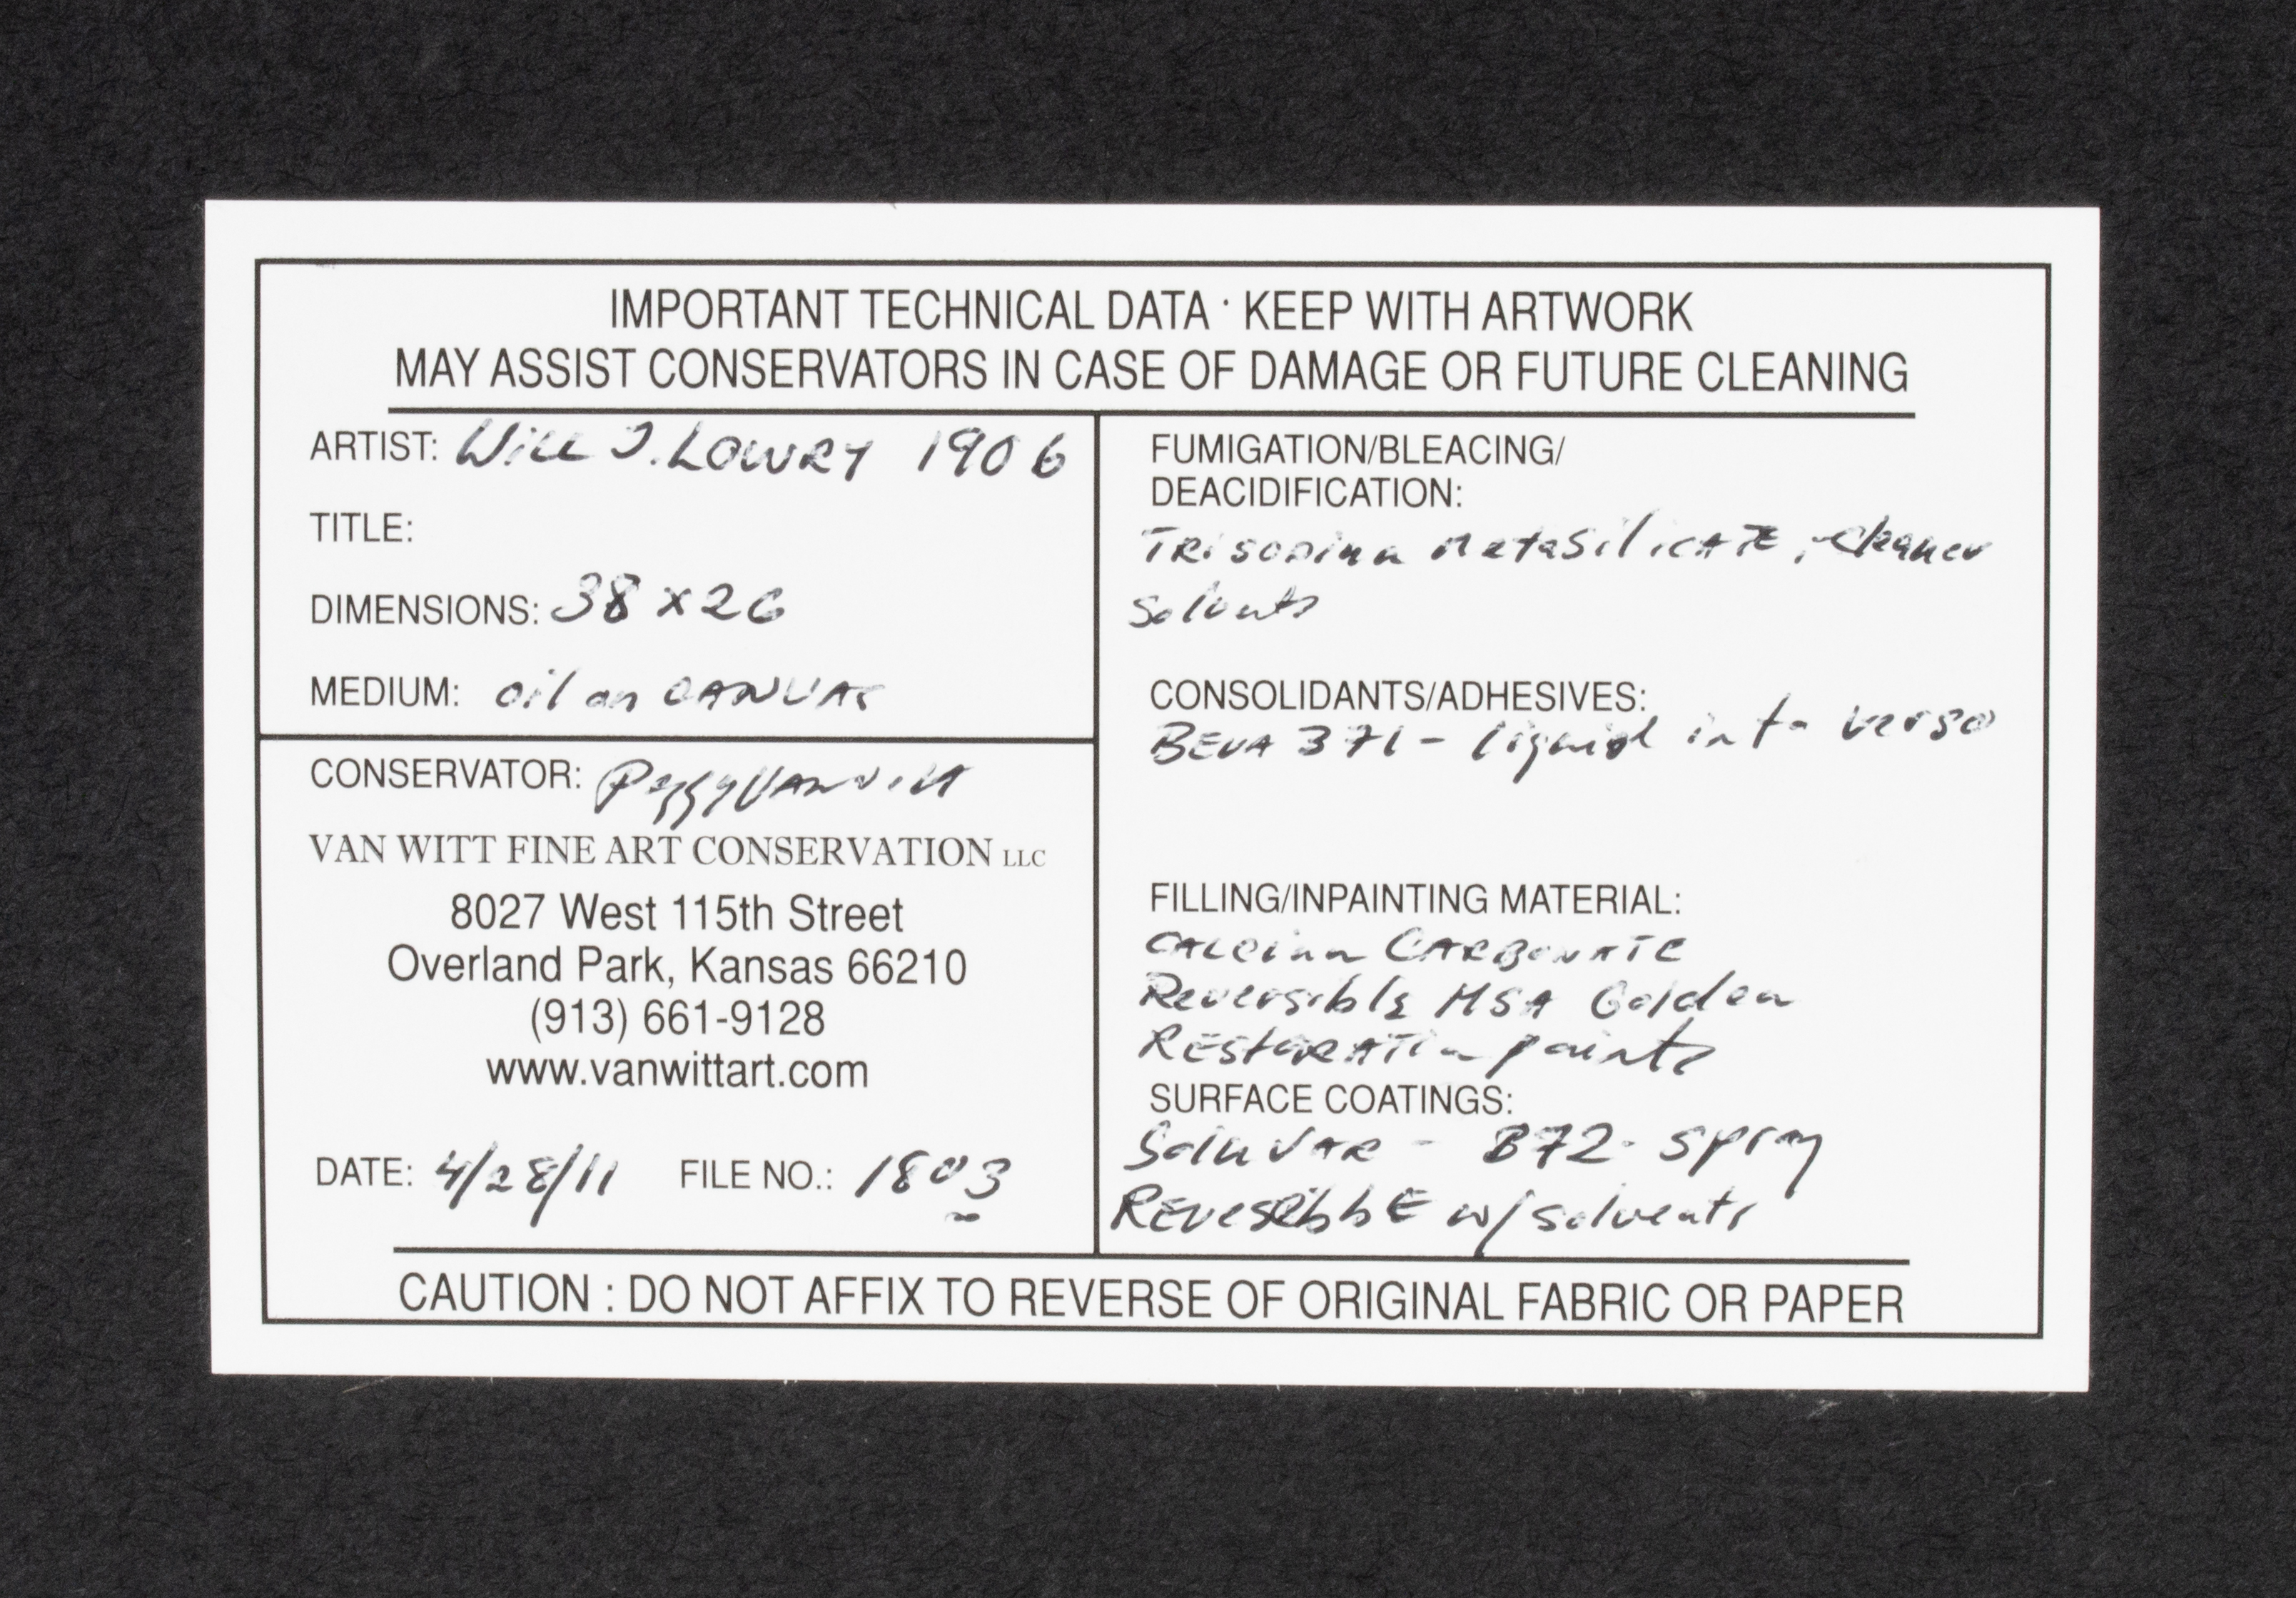 IMPORTANT TECHNICAL DATA · KEEP WITH ARTWORK
MAY ASSIST CONSERVATORS IN CASE OF DAMAGE OR FUTURE CLEANING
ARTIST: Will J. LOWRY 1906
TITLE:
DIMENSIONS: 38 x 26
MEDIUM: oil on CANVAS
CONSERVATOR: Peggy VAN Witt
VAN WITT FINE ART CONSERVATION LLC
8027 West 115th Street
Overland Park, Kansas 66210
(913) 661-9128
www.vanwittart.com
DATE: 4/28/11 FILE NO.: 1803
FUMIGATION/BLEACING/
DEACIDIFICATION:
TRisodium MetaSilicATE, cleaner
Solvents
CONSOLIDANTS/ADHESIVES:
BEVA 371 - liquid into verso
FILLING/INPAINTING MATERIAL:
CALcium CARBONATE
Reversible MSA Golden
RESTORATion paints
SURFACE COATINGS:
SoluVAR - B72 - Spray
w/ solvents
CAUTION : DO NOT AFFIX TO REVERSE OF ORIGINAL FABRIC OR PAPER